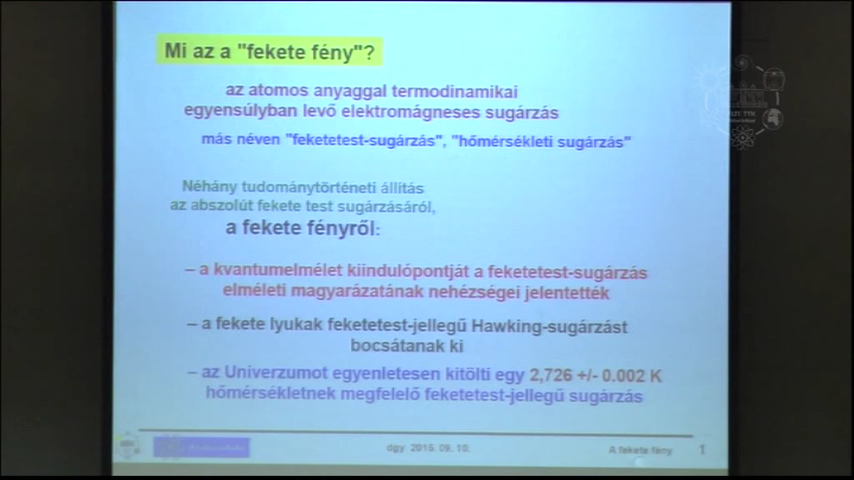 Mi az a "fekete fény"?
az atomos anyaggal termodinamikai
egyensúlyban levő elektromágneses sugárzás
más néven "feketetest-sugárzás", "hőmérsékleti sugárzás"
Néhány tudománytörténeti állítás
az abszolút fekete test sugárzásáról,
a fekete fényről:
– a kvantumelmélet kiindulópontját a feketetest-sugárzás
elméleti magyarázatának nehézségei jelentették
– a fekete lyukak feketetest-jellegű Hawking-sugárzást
bocsátanak ki
– az Univerzumot egyenletesen kitölti egy 2,726 +/- 0.002 K
hőmérsékletnek megfelelő feketetest-jellegű sugárzás
dgy 2015. 09. 10.
A fekete fény
1